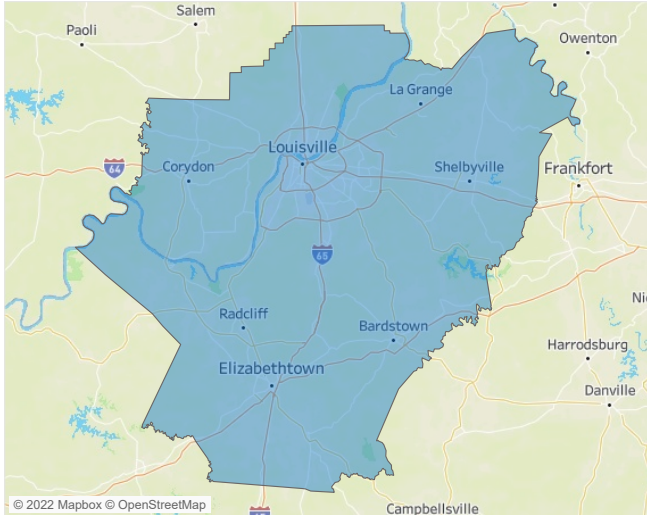 Salem
Paoli
Owenton
La Grange
Louisville
64
Corydon
Shelbyville
Frankfort
65
Radcliff
Bardstown
Harrodsburg
Elizabethtown
Danville
© 2022 Mapbox © OpenStreetMap
Campbellsville